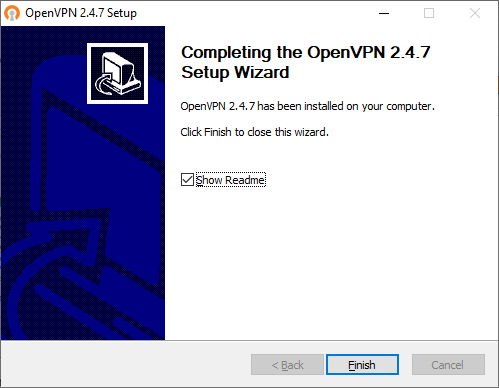 OpenVPN 2.4.7 Setup
Completing the OpenVPN 2.4.7
Setup Wizard
OpenVPN 2.4.7 has been installed on your computer.
Click Finish to close this wizard.
Show Readme
< Back
Finish
Cancel